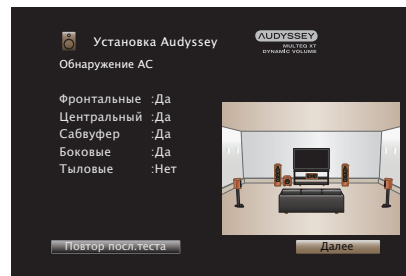 Установка Audyssey
AUDYSSEY
MULTEQ XT
DYNAMIC VOLUME
Обнаружение АС
Фронтальные :Да
Центральный :Да
Сабвуфер :Да
Боковые :Да
Тыловые :Нет
Повтор посл.теста
Далее